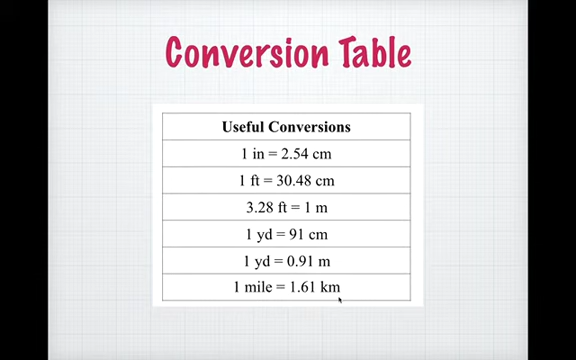 Conversion Table
Useful Conversions
1 in = 2.54 cm
1 ft = 30.48 cm
3.28 ft = 1 m
1 yd = 91 cm
1 yd = 0.91 m
1 mile = 1.61 km